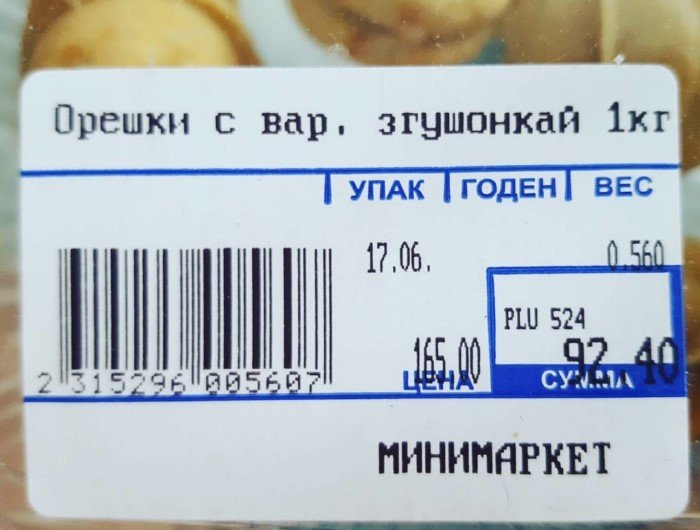 Орешки с вар. згушонкай 1кг
УПАК ГОДЕН ВЕС
17.06. 0.560
PLU 524
165.00 92.40
ЦЕНА СУММА
2 315296 005607
МИНИМАРКЕТ